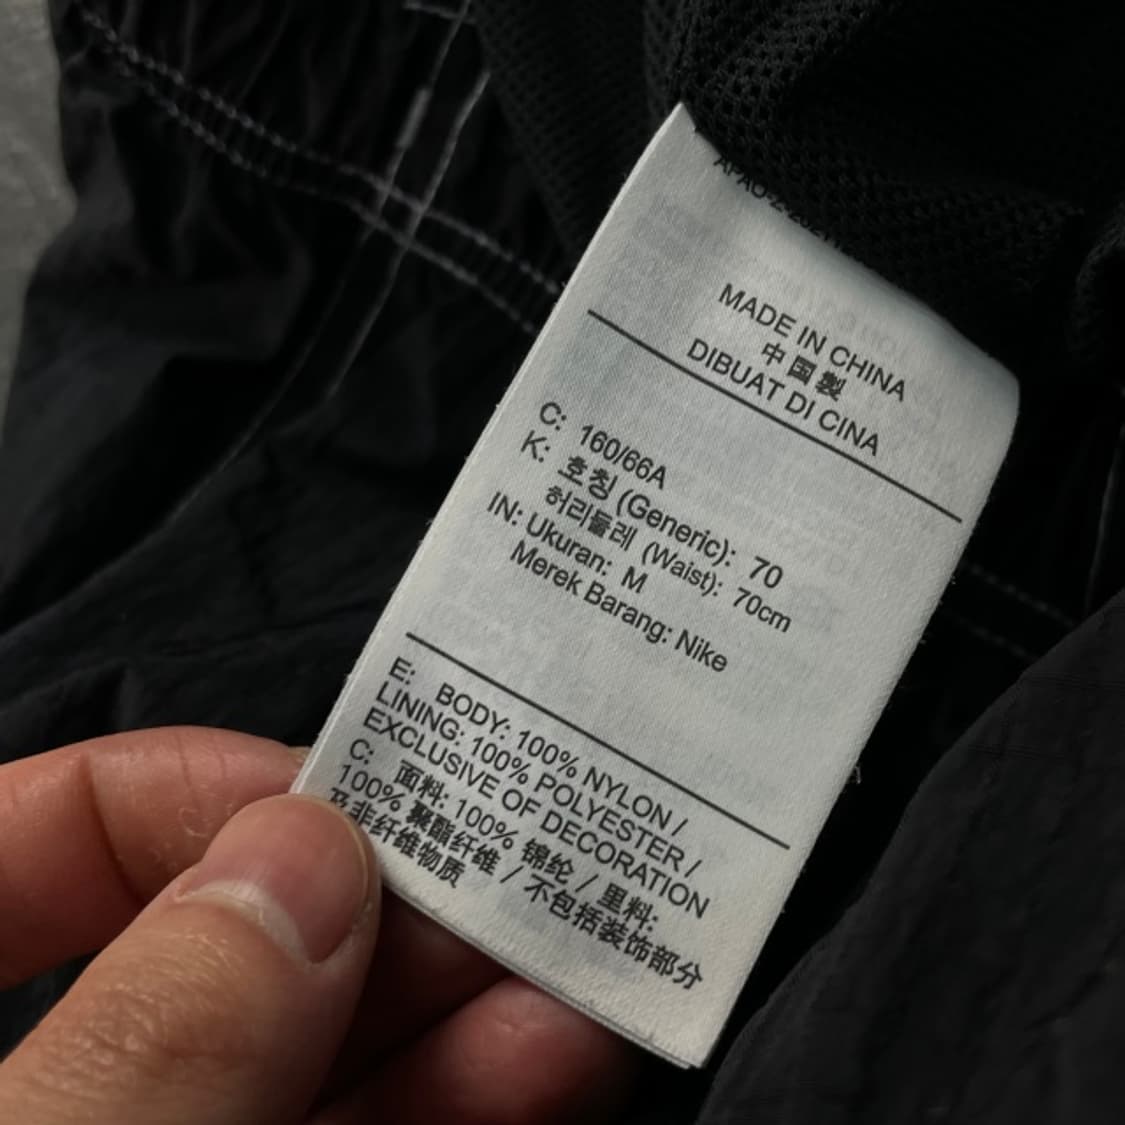 MADE IN CHINA
中国製
DIBUAT DI CINA
C: 160/66A
K: 호칭 (Generic): 70
허리둘레 (Waist): 70cm
IN: Ukuran: M
Merek Barang: Nike
E: BODY: 100% NYLON /
LINING: 100% POLYESTER /
EXCLUSIVE OF DECORATION
C: 面料: 100% 锦纶 / 里料:
100% 聚酯纤维 / 不包括装饰部分
及非纤维物质